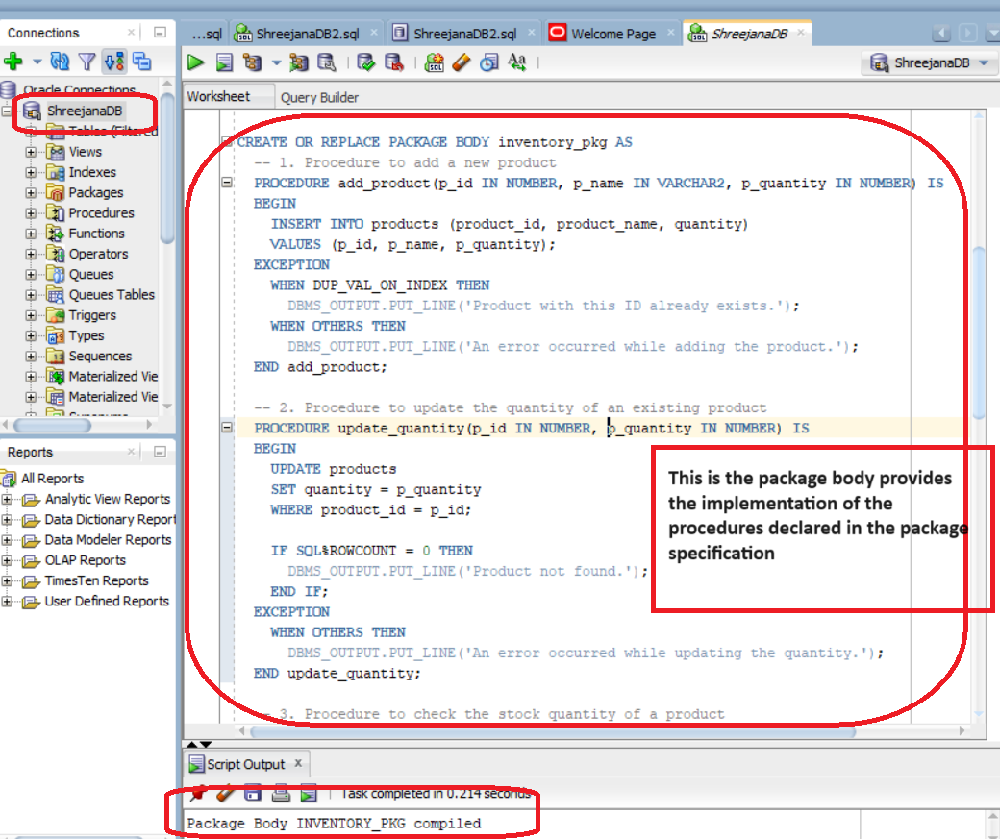 Connections
...sql
ShreejanaDB2.sql
ShreejanaDB2.sql
Welcome Page
ShreejanaDB
ShreejanaDB
Oracle Connections
ShreejanaDB
Tables (Filtered
Views
Indexes
Packages
Procedures
Functions
Operators
Queues
Queues Tables
Triggers
Types
Sequences
Materialized Vie
Materialized Vie
Reports
All Reports
Analytic View Reports
Data Dictionary Report
Data Modeler Reports
OLAP Reports
TimesTen Reports
User Defined Reports
Worksheet
Query Builder
CREATE OR REPLACE PACKAGE BODY inventory_pkg AS
-- 1. Procedure to add a new product
PROCEDURE add_product(p_id IN NUMBER, p_name IN VARCHAR2, p_quantity IN NUMBER) IS
BEGIN
INSERT INTO products (product_id, product_name, quantity)
VALUES (p_id, p_name, p_quantity);
EXCEPTION
WHEN DUP_VAL_ON_INDEX THEN
DBMS_OUTPUT.PUT_LINE('Product with this ID already exists.');
WHEN OTHERS THEN
DBMS_OUTPUT.PUT_LINE('An error occurred while adding the product.');
END add_product;
-- 2. Procedure to update the quantity of an existing product
PROCEDURE update_quantity(p_id IN NUMBER, p_quantity IN NUMBER) IS
BEGIN
UPDATE products
SET quantity = p_quantity
WHERE product_id = p_id;
IF SQL%ROWCOUNT = 0 THEN
DBMS_OUTPUT.PUT_LINE('Product not found.');
END IF;
EXCEPTION
WHEN OTHERS THEN
DBMS_OUTPUT.PUT_LINE('An error occurred while updating the quantity.');
END update_quantity;
-- 3. Procedure to check the stock quantity of a product
This is the package body provides
the implementation of the
procedures declared in the package
specification
Script Output
Task completed in 0.214 seconds
Package Body INVENTORY_PKG compiled